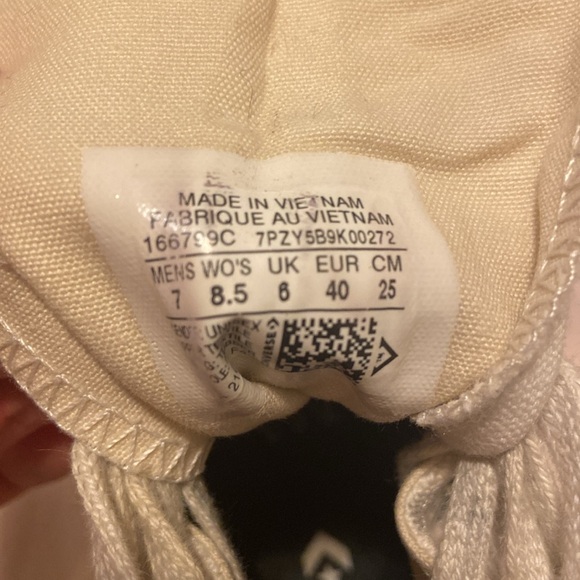 MADE IN VIETNAM
FABRIQUE AU VIETNAM
166799C 7PZY5B9K00272
MENS WO'S UK EUR CM
7 8.5 6 40 25